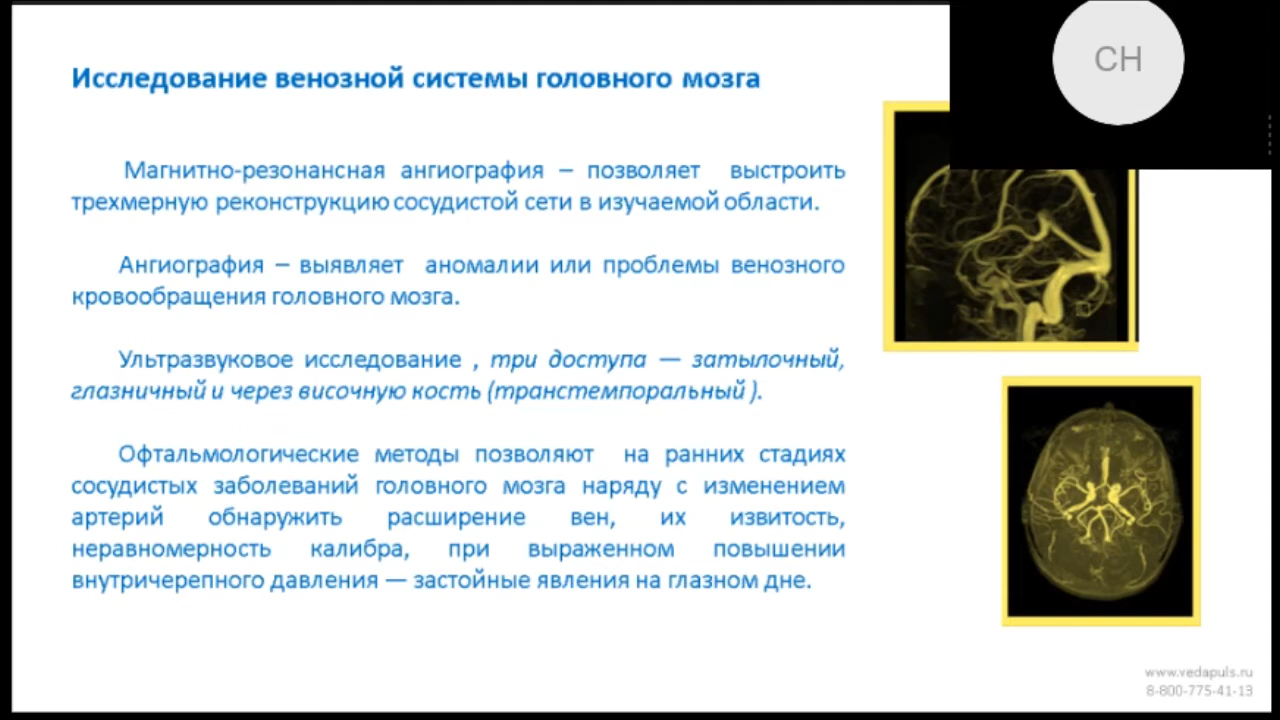 Исследование венозной системы головного мозга
СН
Магнитно-резонансная ангиография – позволяет выстроить
трехмерную реконструкцию сосудистой сети в изучаемой области.
Ангиография – выявляет аномалии или проблемы венозного
кровообращения головного мозга.
Ультразвуковое исследование , три доступа — затылочный,
глазничный и через височную кость (транстемпоральный ).
Офтальмологические методы позволяют на ранних стадиях
сосудистых заболеваний головного мозга наряду с изменением
артерий обнаружить расширение вен, их извитость,
неравномерность калибра, при выраженном повышении
внутричерепного давления — застойные явления на глазном дне.
www.vedapuls.ru
8-800-775-41-13